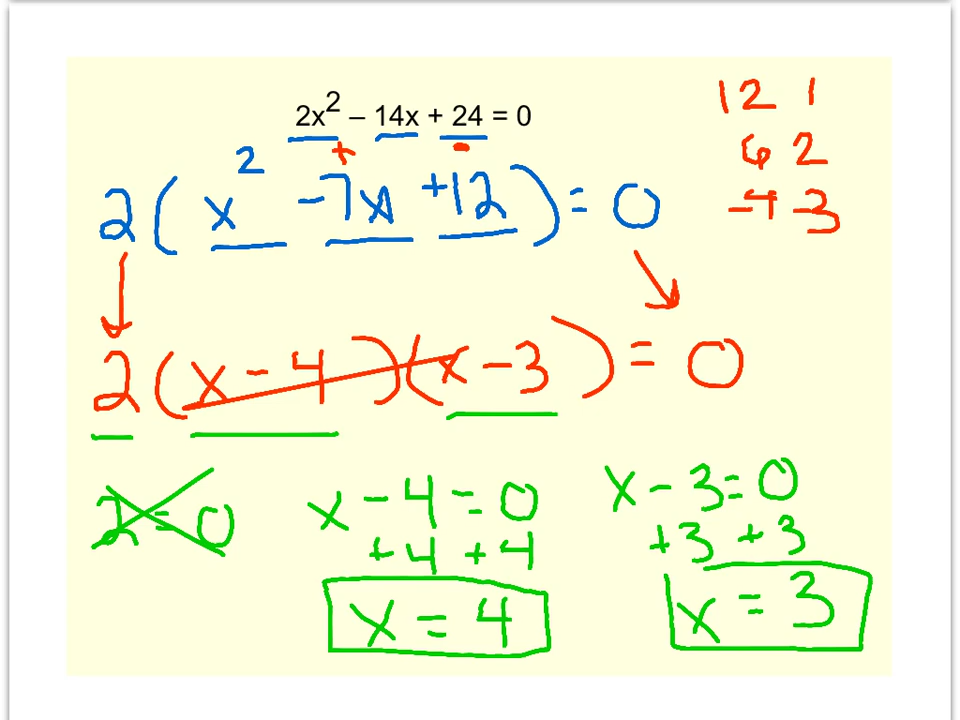 2x² – 14x + 24 = 0
+ -
2(x² -7x +12) = 0
12 1
6 2
-4 -3
2(x - 4)(x - 3) = 0
2 = 0
x - 4 = 0
+4 +4
x = 4
x - 3 = 0
+3 +3
x = 3